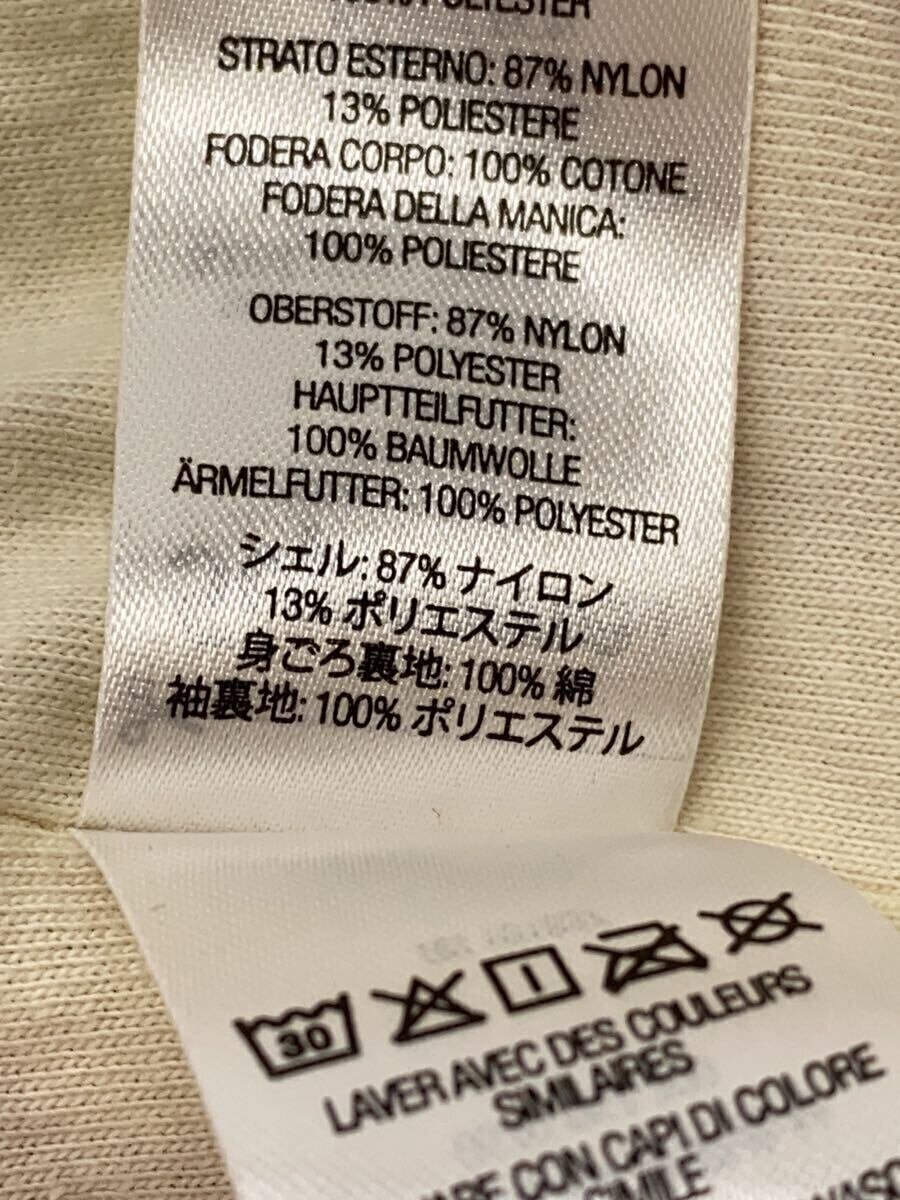 100% POLYESTER
STRATO ESTERNO: 87% NYLON
13% POLIESTERE
FODERA CORPO: 100% COTONE
FODERA DELLA MANICA:
100% POLIESTERE
OBERSTOFF: 87% NYLON
13% POLYESTER
HAUPTTEILFUTTER:
100% BAUMWOLLE
ÄRMELFUTTER: 100% POLYESTER
シェル: 87% ナイロン
13% ポリエステル
身ごろ裏地: 100% 綿
袖裏地: 100% ポリエステル
30
LAVER AVEC DES COULEURS
SIMILAIRES
CON CAPI DI COLORE
SIMILE